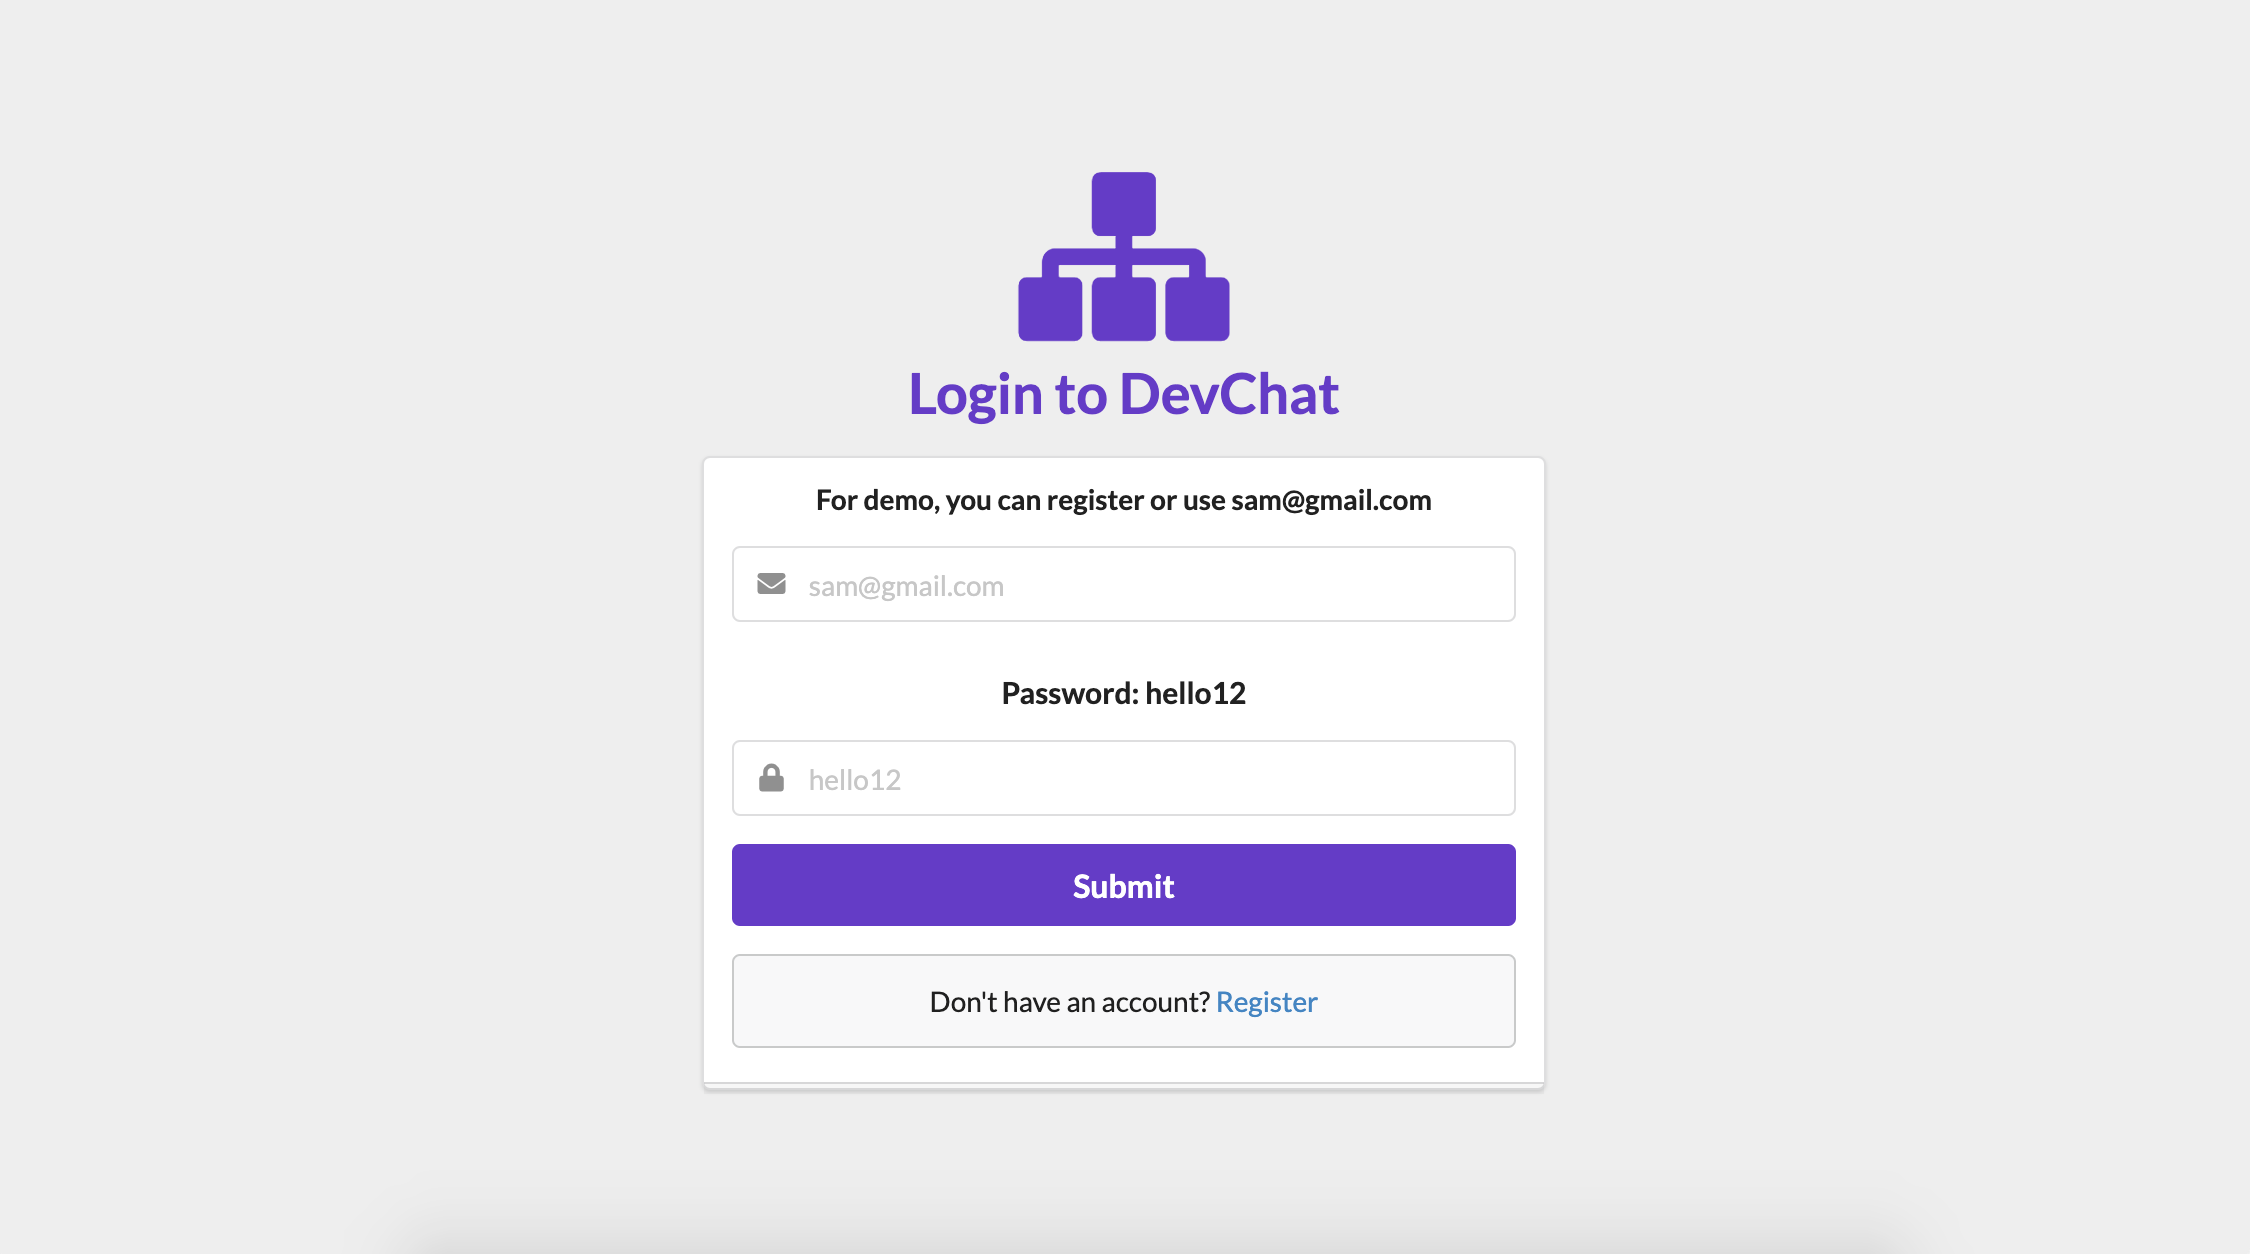 Login to DevChat
For demo, you can register or use sam@gmail.com
sam@gmail.com
Password: hello12
hello12
Submit
Don't have an account? Register